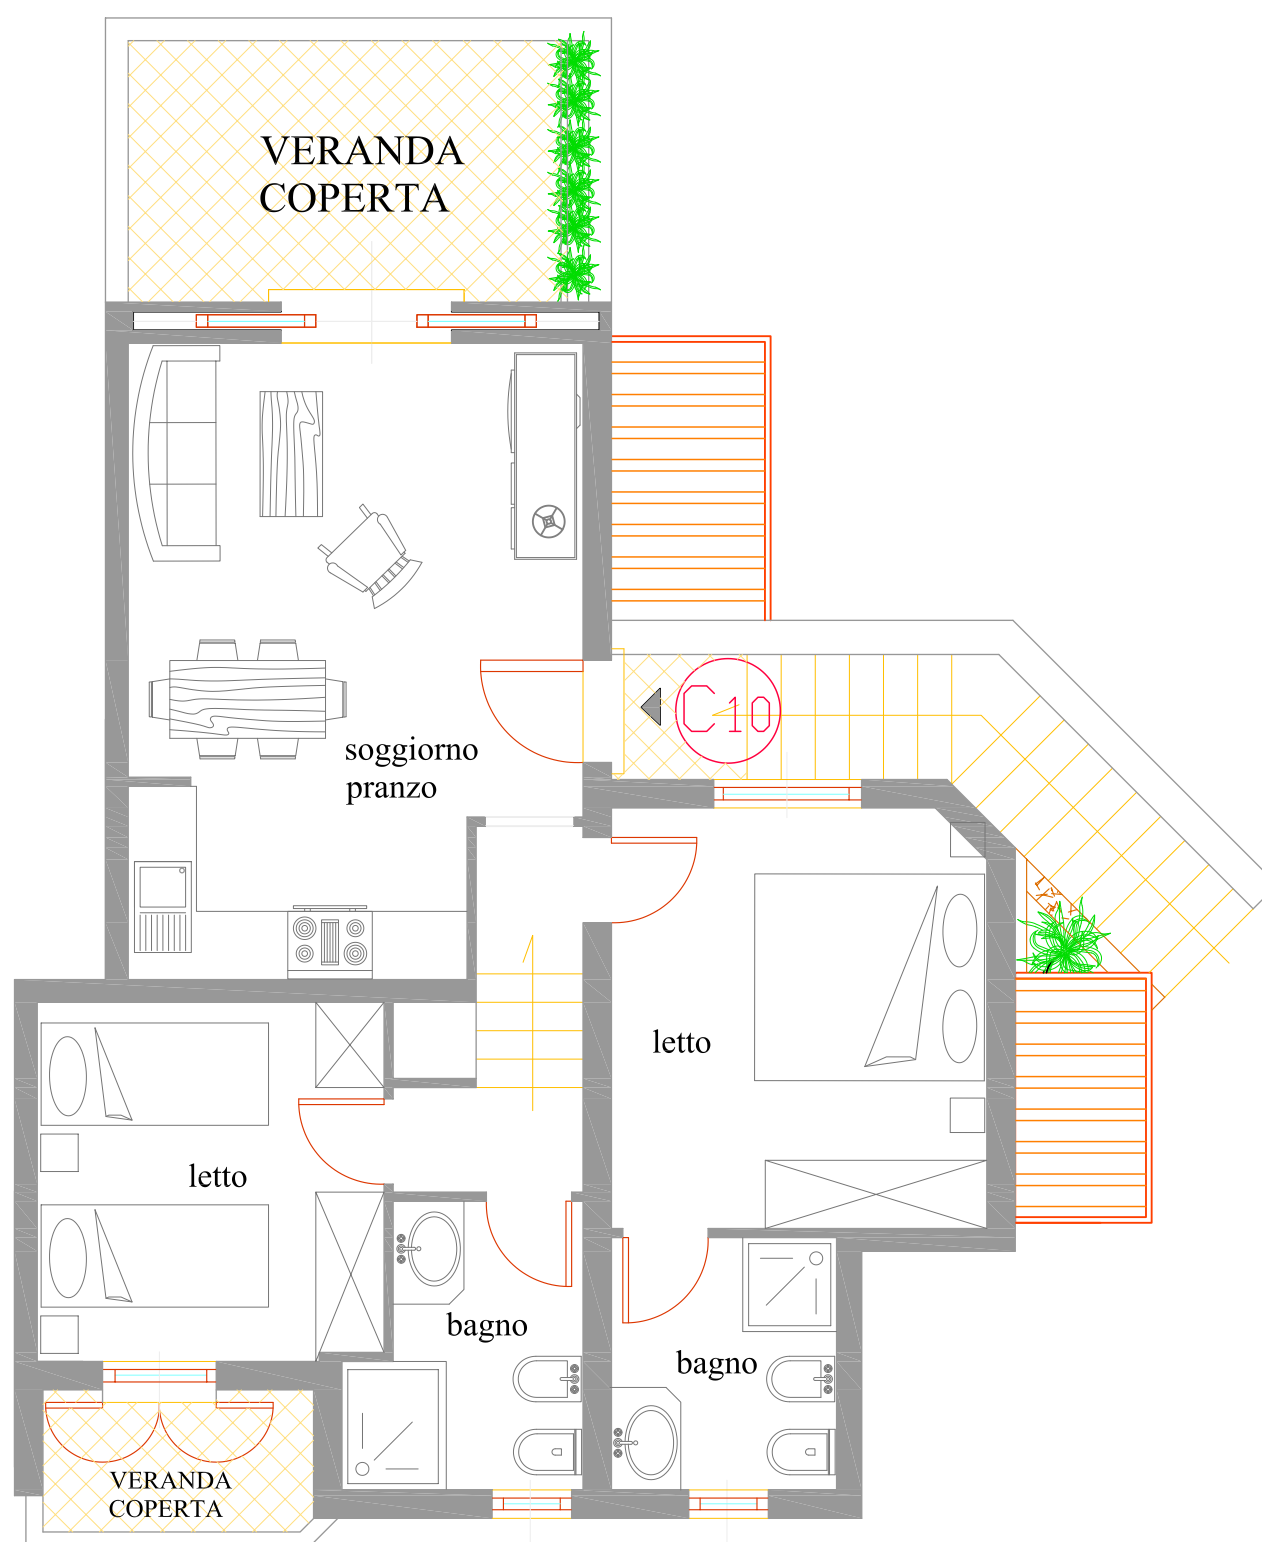 VERANDA
COPERTA
C10
soggiorno
pranzo
letto
letto
bagno
bagno
VERANDA
COPERTA